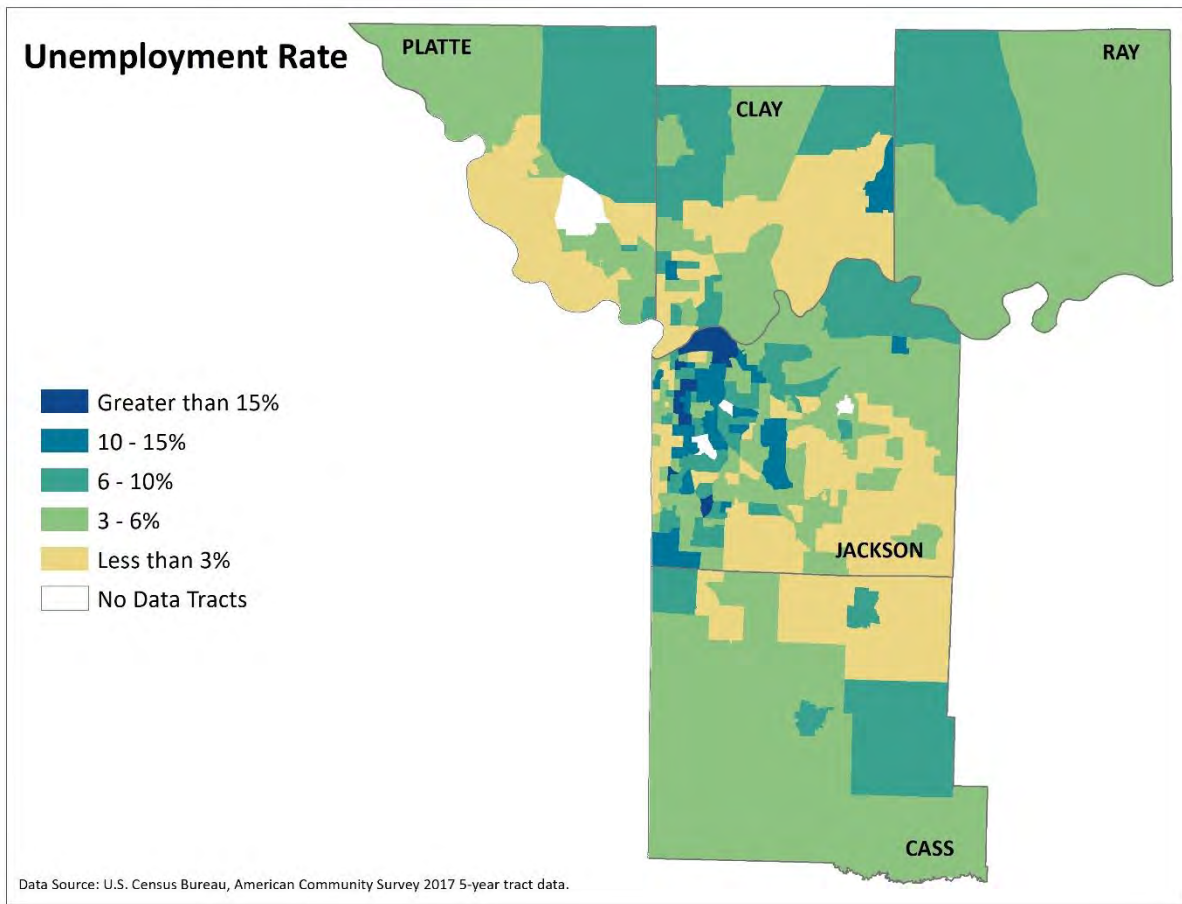 Unemployment Rate
PLATTE
CLAY
RAY
Greater than 15%
10 - 15%
6 - 10%
3 - 6%
Less than 3%
No Data Tracts
JACKSON
CASS
Data Source: U.S. Census Bureau, American Community Survey 2017 5-year tract data.